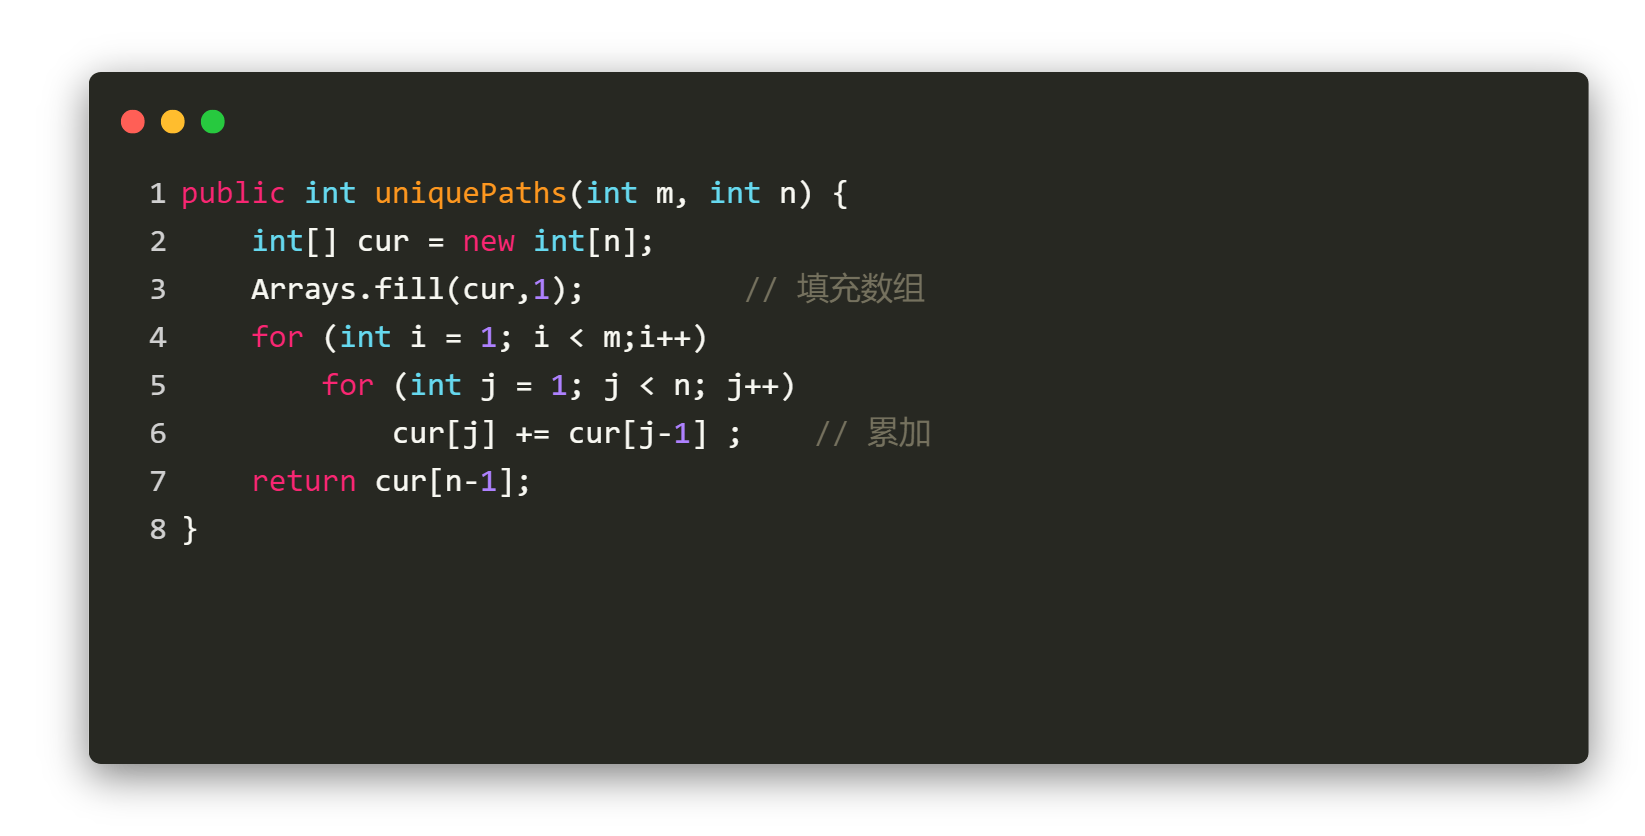 1 public int uniquePaths(int m, int n) {
2     int[] cur = new int[n];
3     Arrays.fill(cur,1);         // 填充数组
4     for (int i = 1; i < m;i++)
5         for (int j = 1; j < n; j++)
6             cur[j] += cur[j-1] ;    // 累加
7     return cur[n-1];
8 }